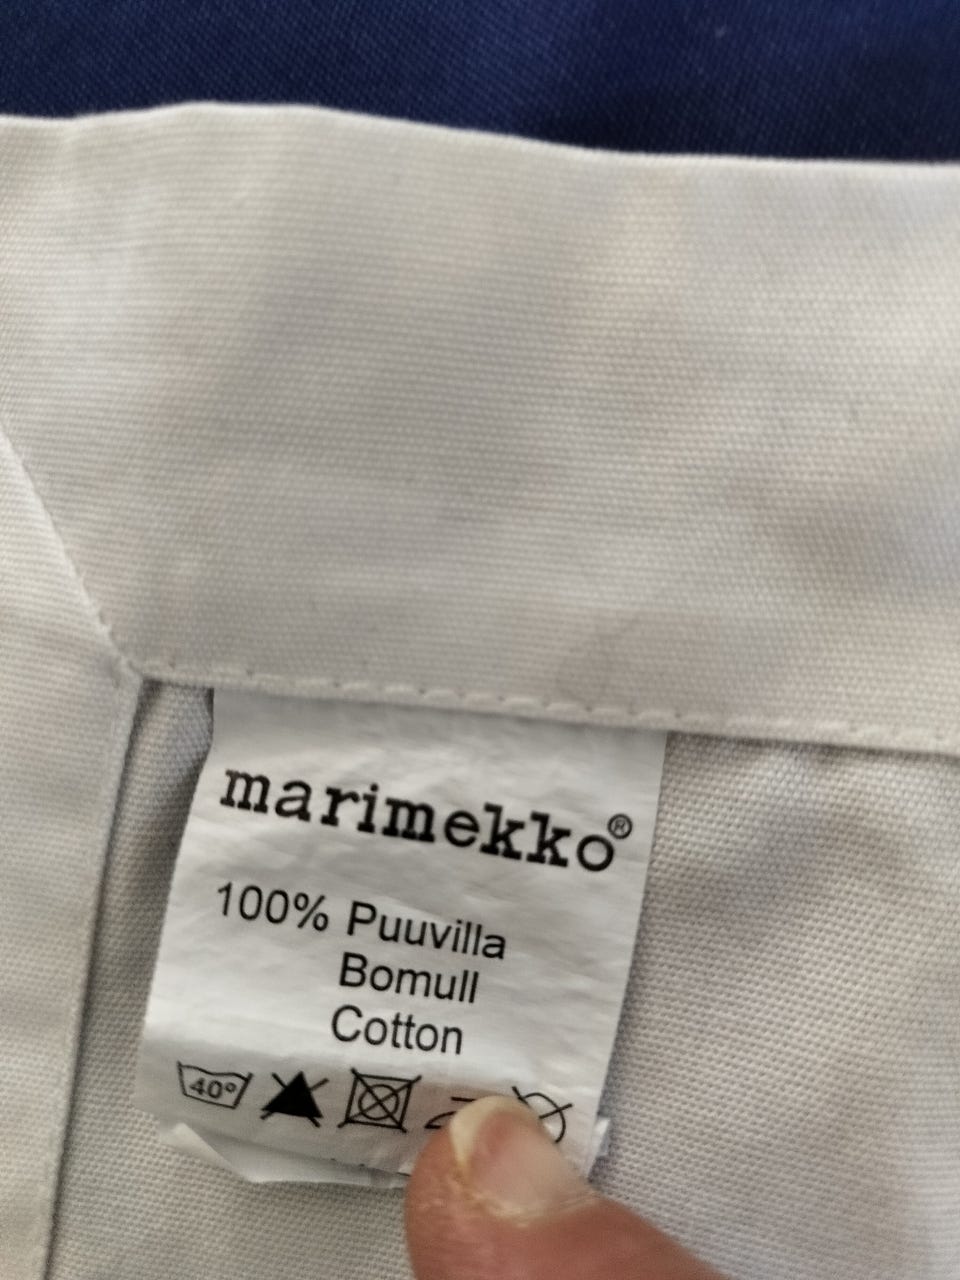 marimekko®
100% Puuvilla
Bomull
Cotton
40°